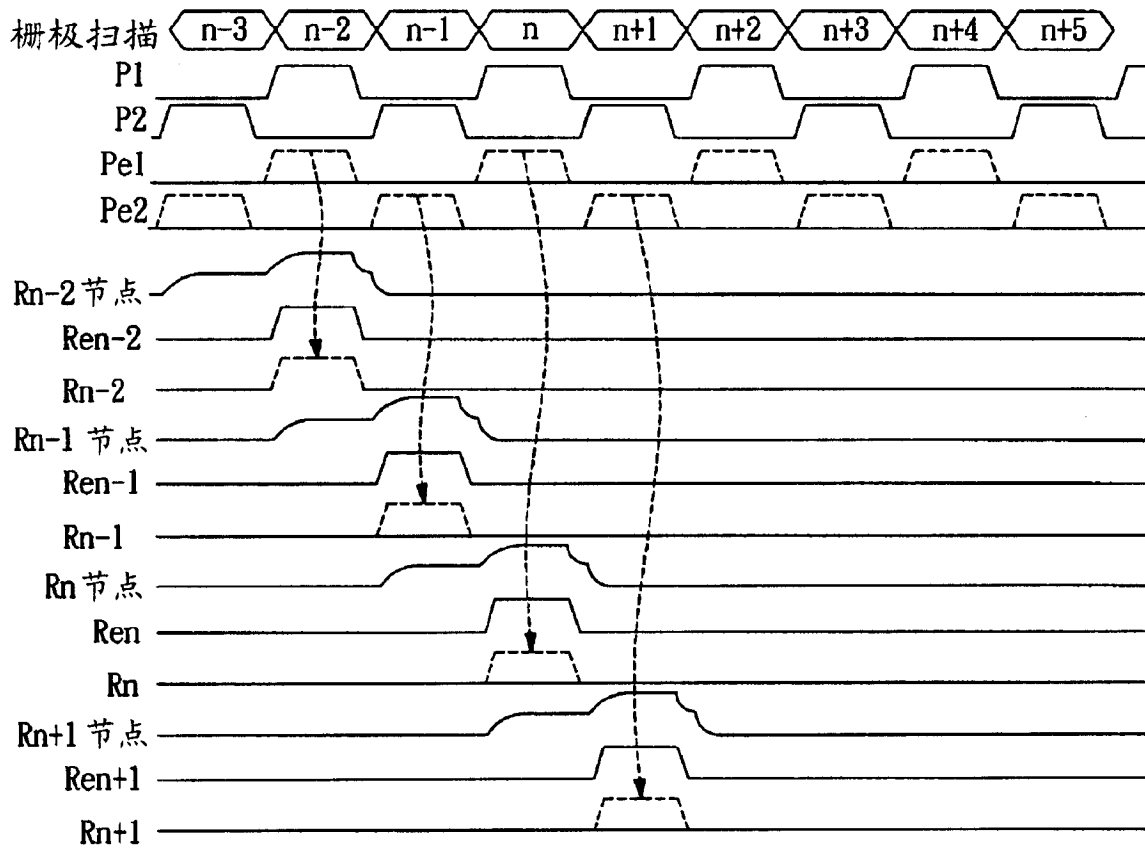 栅极扫描 n-3 n-2 n-1 n n+1 n+2 n+3 n+4 n+5
P1
P2
Pe1
Pe2
Rn-2 节点
Ren-2
Rn-2
Rn-1 节点
Ren-1
Rn-1
Rn 节点
Ren
Rn
Rn+1 节点
Ren+1
Rn+1